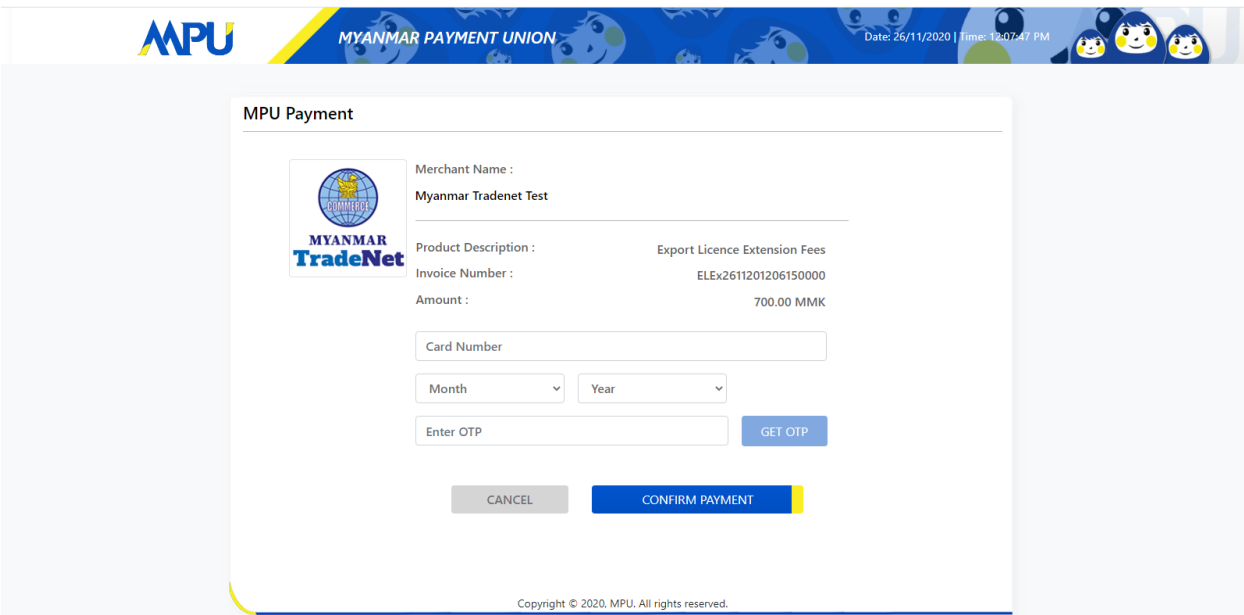 MPU
MYANMAR PAYMENT UNION
Date: 26/11/2020 | Time: 12:07:47 PM
MPU Payment
COMMERCE
MYANMAR
TradeNet
Merchant Name :
Myanmar Tradenet Test
Product Description : Export Licence Extension Fees
Invoice Number : ELEx2611201206150000
Amount : 700.00 MMK
Card Number
Month Year
Enter OTP GET OTP
CANCEL CONFIRM PAYMENT
Copyright © 2020, MPU. All rights reserved.